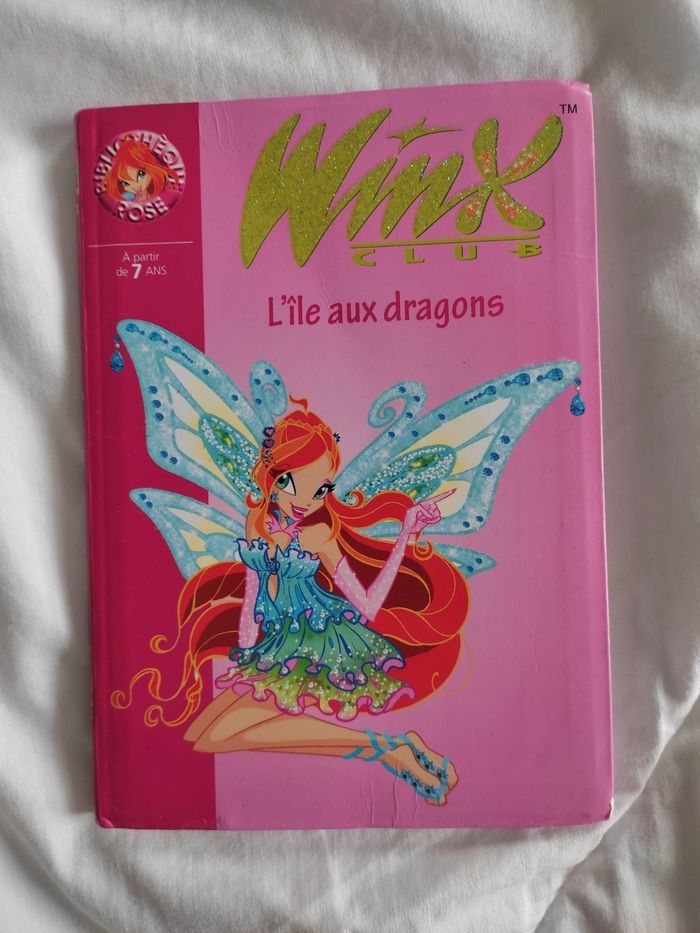 BIBLIOTHÈQUE
ROSE
À partir
de 7 ANS
Winx
TM
CLUB
L'île aux dragons